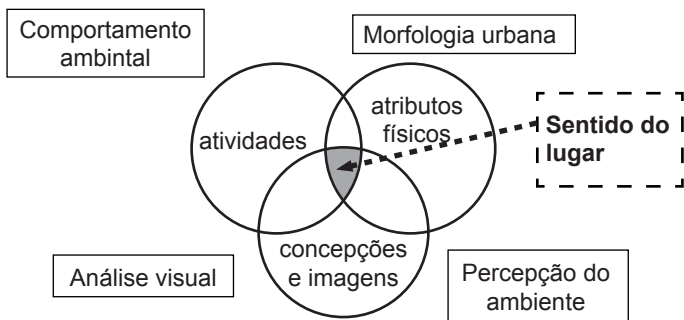 Comportamento
ambintal
Morfologia urbana
atividades
atributos
físicos
Sentido do
lugar
concepções
e imagens
Análise visual
Percepção do
ambiente